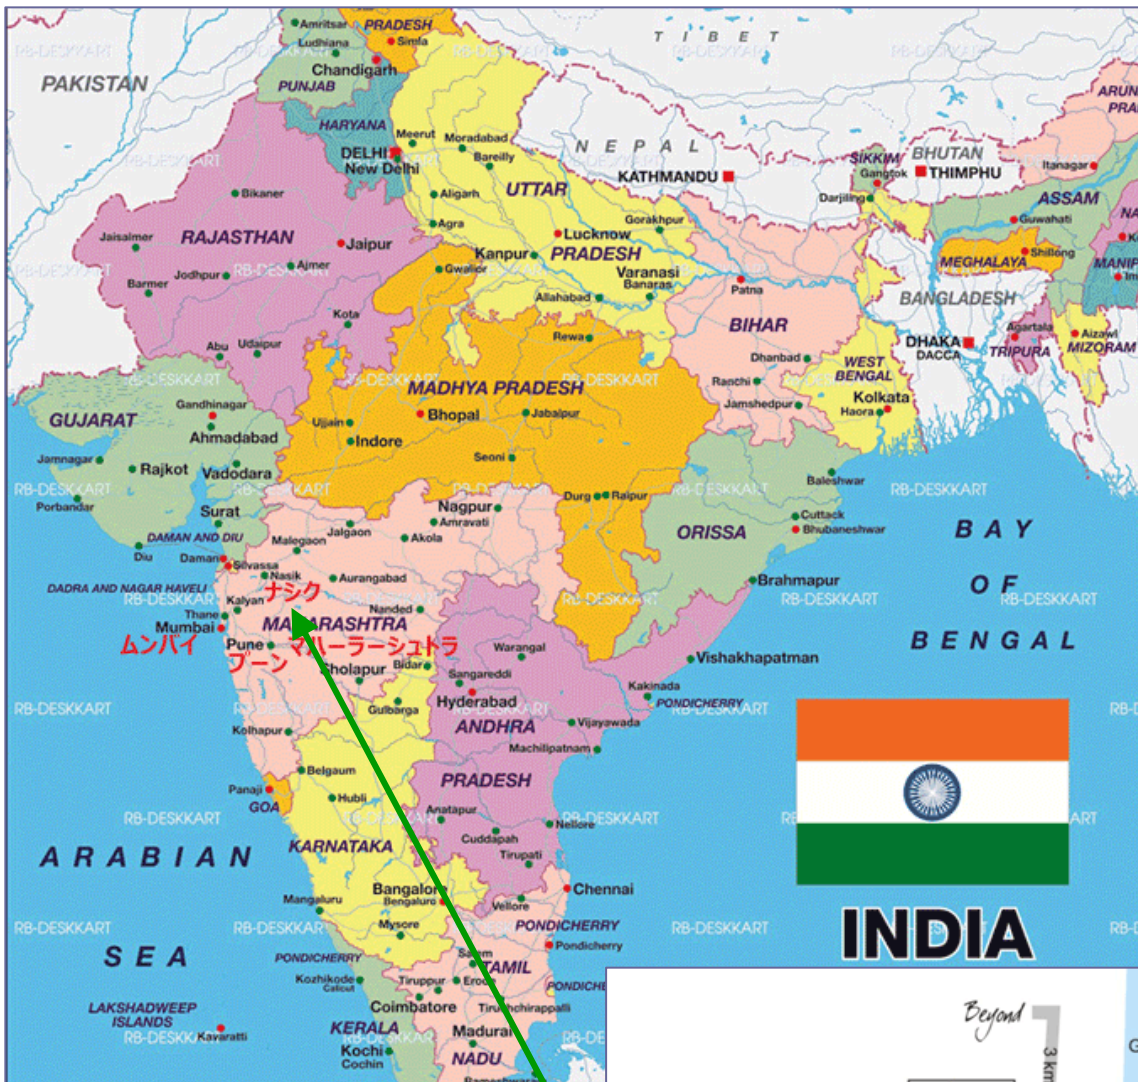 TIBET
PAKISTAN
Amritsar
PRADESH
Simla
Ludhiana
Chandigarh
PUNJAB
ARUN
PRA
HARYANA
Meerut
Moradabad
DELHI
New Delhi
Bareilly
NEPAL
KATHMANDU
SIKKIM
Gangtok
BHUTAN
THIMPHU
Itanagar
Darjiling
ASSAM
Bikaner
Aligarh
UTTAR
PRADESH
Agra
Gorakhpur
Guwahati
Jaisalmer
RAJASTHAN
Jaipur
Lucknow
Kanpur
Jodhpur
Ajmer
Gwalior
Varanasi
Banaras
Shillong
MEGHALAYA
MANIP
Barmer
Allahabad
Patna
BANGLADESH
Kota
BIHAR
Agartala
Aizawl
Abu
Udaipur
Rewa
Dhanbad
DHAKA
DACCA
TRIPURA
MIZORAM
WEST
BENGAL
GUJARAT
Gandhinagar
Ahmadabad
MADHYA PRADESH
Ranchi
Kolkata
Haora
Jamshedpur
Bhopal
Jabalpur
Ujjain
Indore
Jamnagar
Rajkot
Vadodara
Seoni
Baleshwar
Porbandar
Surat
Nagpur
Durg
Raipur
Amravati
Cuttack
Bhubaneshwar
DAMAN AND DIU
Jalgaon
Akola
ORISSA
Malegaon
Diu
Daman
Silvassa
Nasik
Aurangabad
Brahmapur
DADRA AND NAGAR HAVELI
ナシク
BAY
OF
BENGAL
Kalyan
Thane
Mumbai
Nanded
ムンバイ
Pune
マハーラーシュトラ
プーン
Sholapur
Bidar
Warangal
Vishakhapatman
Sangareddi
Hyderabad
Kakinada
PONDICHERRY
Gulbarga
ANDHRA
PRADESH
Vijayawada
Kolhapur
Machilipatnam
Belgaum
Panaji
GOA
Hubli
Anatapur
Nellore
Cuddapah
KARNATAKA
Tirupati
ARABIAN
SEA
Bangalore
Bengaluru
Chennai
Mangaluru
Vellore
Mysore
PONDICHERRY
Pondicherry
INDIA
PONDICHERRY
TAMIL
NADU
Kozhikode
Calicut
Tiruppur
Coimbatore
PONDICHE
LAKSHADWEEP
ISLANDS
Kavaratti
KERALA
Madurai
Kochi
Cochin
Beyond
1
3 km
G
RB-DESKKART